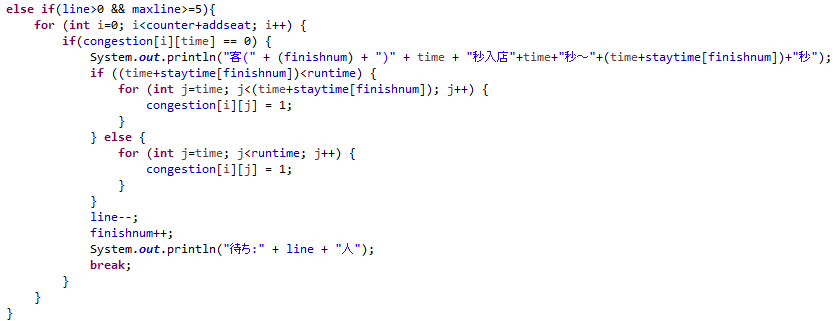 else if(line>0 && maxline>=5){
for (int i=0; i<counter+addseat; i++) {
if(congestion[i][time] == 0) {
System.out.println("客(" + (finishnum) + ")" + time + "秒入店"+time+"秒～"+(time+staytime[finishnum])+"秒");
if ((time+staytime[finishnum])<runtime) {
for (int j=time; j<(time+staytime[finishnum]); j++) {
congestion[i][j] = 1;
}
} else {
for (int j=time; j<runtime; j++) {
congestion[i][j] = 1;
}
}
line--;
finishnum++;
System.out.println("待ち:" + line + "人");
break;
}
}
}